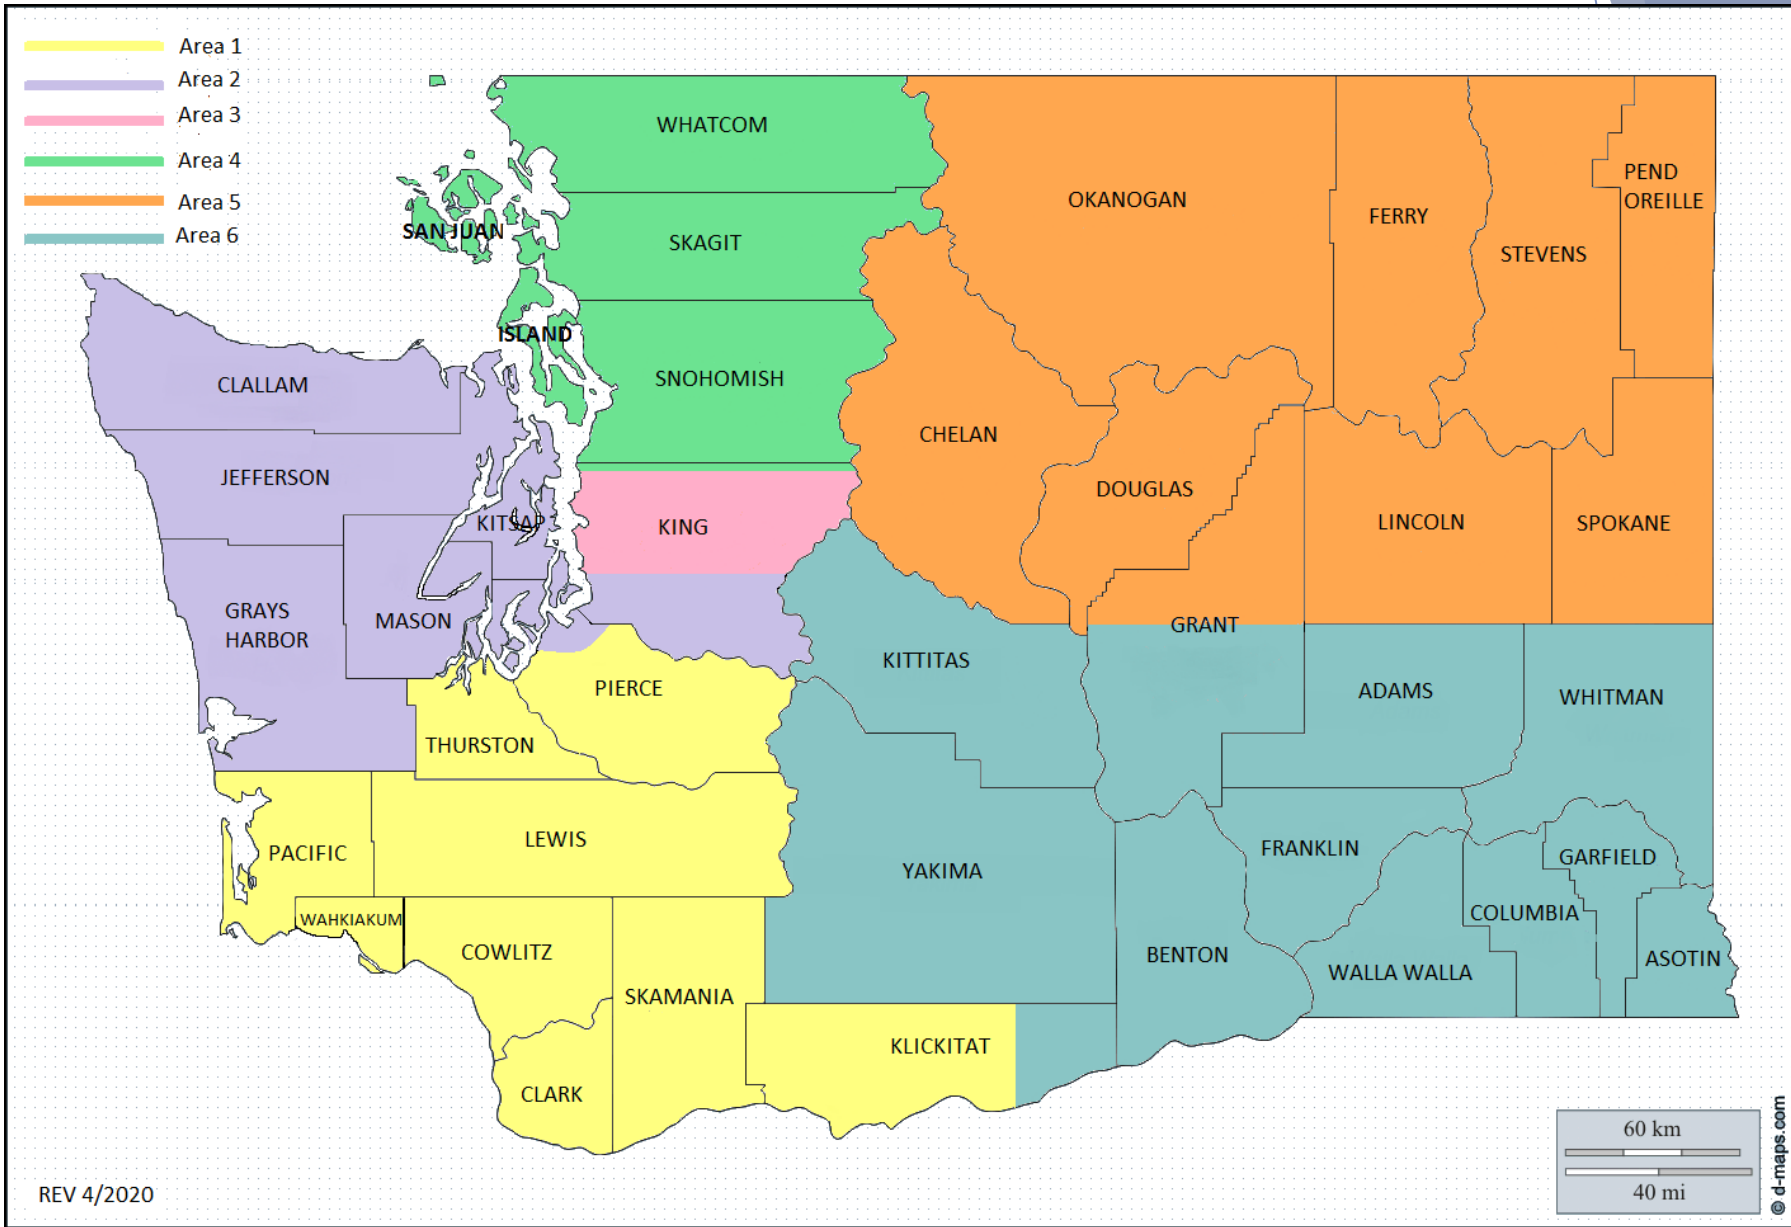 Area 1
Area 2
Area 3
Area 4
Area 5
Area 6
WHATCOM
OKANOGAN
FERRY
PEND
OREILLE
STEVENS
SAN JUAN
SKAGIT
ISLAND
SNOHOMISH
CLALLAM
CHELAN
JEFFERSON
DOUGLAS
KITSAP
KING
LINCOLN
SPOKANE
GRAYS
HARBOR
MASON
GRANT
KITTITAS
PIERCE
ADAMS
WHITMAN
THURSTON
LEWIS
PACIFIC
YAKIMA
FRANKLIN
GARFIELD
WAHKIAKUM
COLUMBIA
COWLITZ
BENTON
WALLA WALLA
ASOTIN
SKAMANIA
KLICKITAT
CLARK
60 km
40 mi
REV 4/2020
© d-maps.com